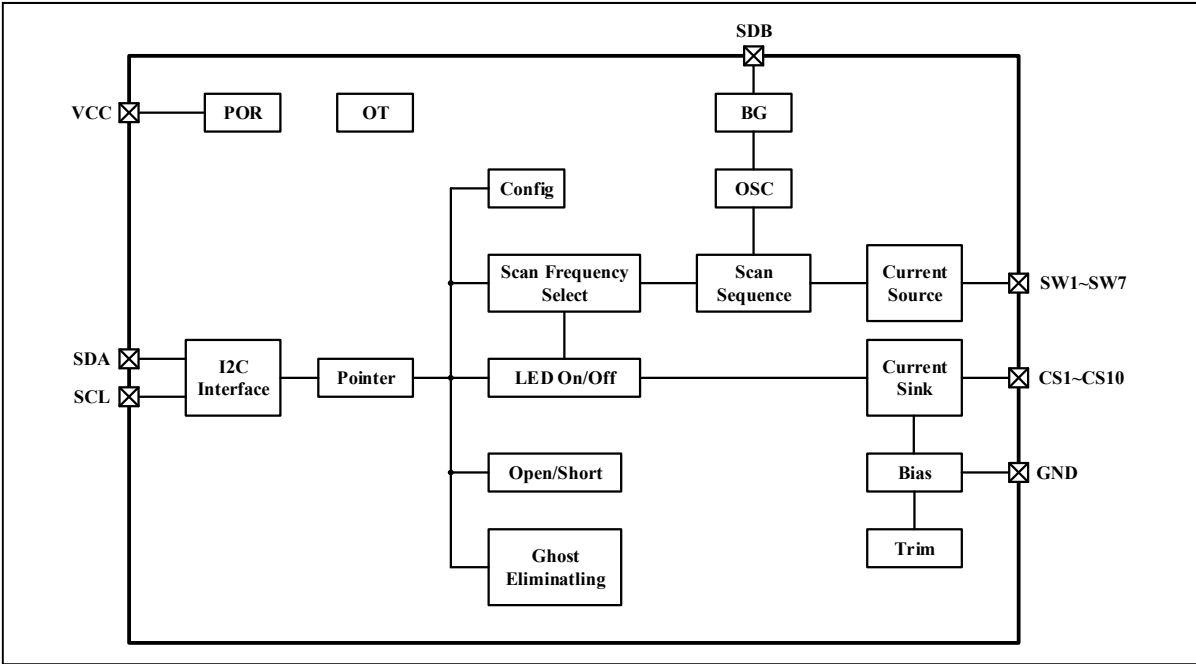 SDB
VCC
POR
OT
BG
Config
OSC
Scan Frequency
Select
Scan
Sequence
Current
Source
SW1~SW7
SDA
SCL
I2C
Interface
Pointer
LED On/Off
Current
Sink
CS1~CS10
Open/Short
Bias
GND
Ghost
Eliminatling
Trim